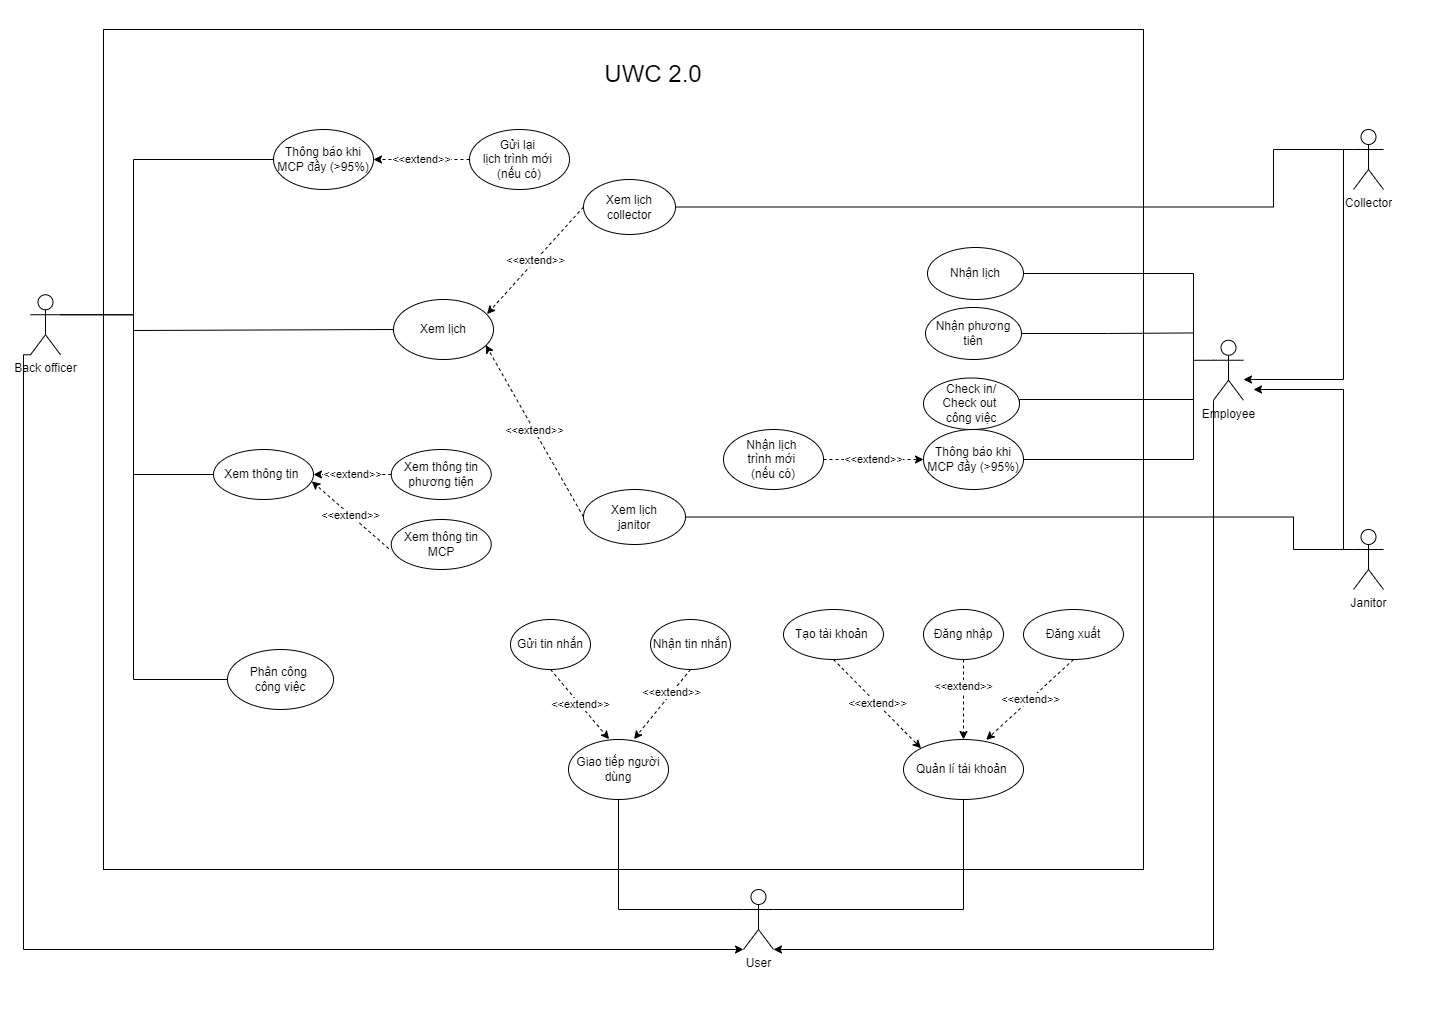 UWC 2.0
Thông báo khi
MCP đầy (>95%)
<<extend>>
Gửi lại
lịch trình mới
(nếu có)
Xem lịch
collector
Collector
<<extend>>
Nhận lịch
Xem lịch
Nhận phương
tiên
Back officer
Check in/
Check out
công việc
Employee
<<extend>>
Nhận lịch
trình mới
(nếu có)
<<extend>>
Thông báo khi
MCP đầy (>95%)
Xem thông tin
<<extend>>
Xem thông tin
phương tiện
<<extend>>
Xem thông tin
MCP
Xem lịch
janitor
Janitor
Gửi tin nhắn
Nhận tin nhắn
Tạo tài khoản
Đăng nhập
Đăng xuất
Phân công
công việc
<<extend>>
<<extend>>
<<extend>>
<<extend>>
<<extend>>
Giao tiếp người
dùng
Quản lí tài khoản
User